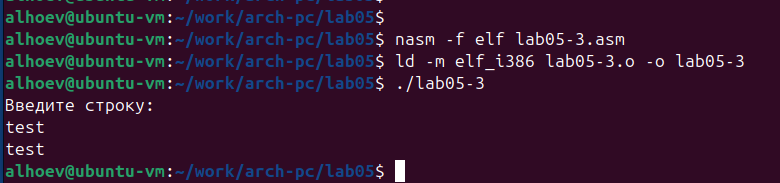 alhoev@ubuntu-vm:~/work/arch-pc/lab05$
alhoev@ubuntu-vm:~/work/arch-pc/lab05$ nasm -f elf lab05-3.asm
alhoev@ubuntu-vm:~/work/arch-pc/lab05$ ld -m elf_i386 lab05-3.o -o lab05-3
alhoev@ubuntu-vm:~/work/arch-pc/lab05$ ./lab05-3
Введите строку:
test
test
alhoev@ubuntu-vm:~/work/arch-pc/lab05$